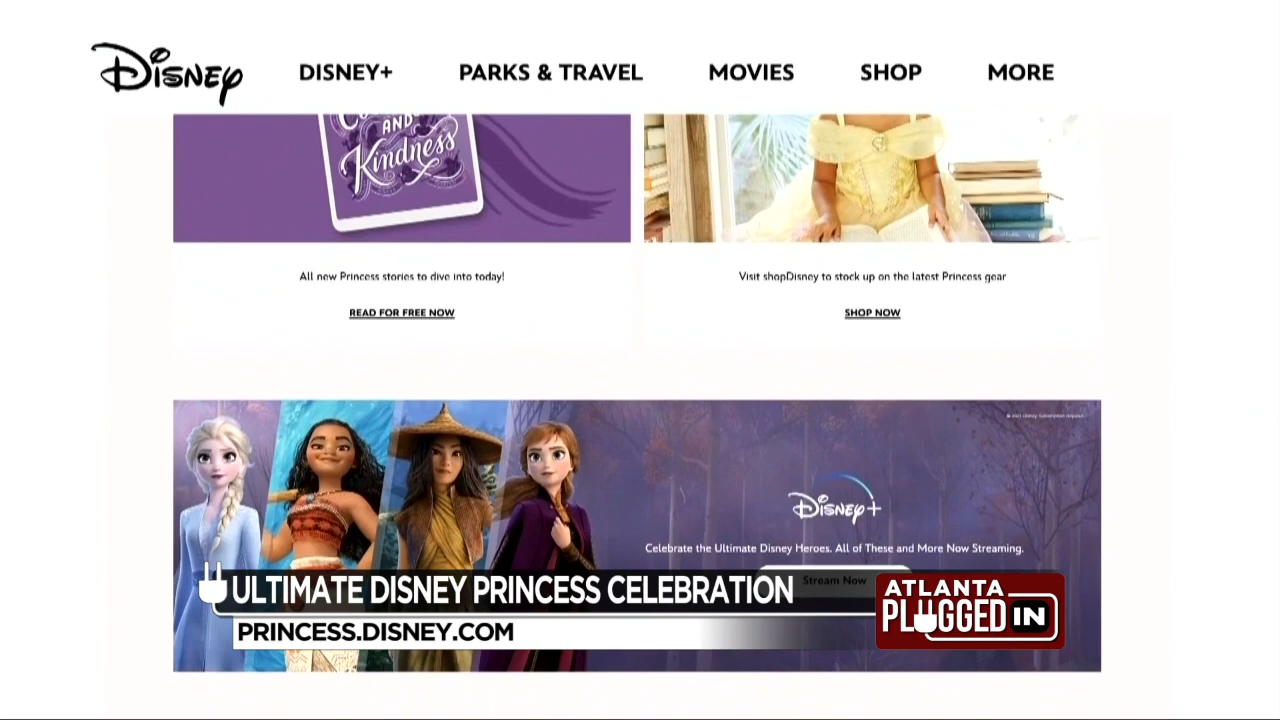 Disney
DISNEY+
PARKS & TRAVEL
MOVIES
SHOP
MORE
AND
Kindness
All new Princess stories to dive into today!
Visit shopDisney to stock up on the latest Princess gear
READ FOR FREE NOW
SHOP NOW
Disney+
Celebrate the Ultimate Disney Heroes. All of These and More Now Streaming.
Stream Now
ULTIMATE DISNEY PRINCESS CELEBRATION
PRINCESS.DISNEY.COM
ATLANTA
PLUGGED IN